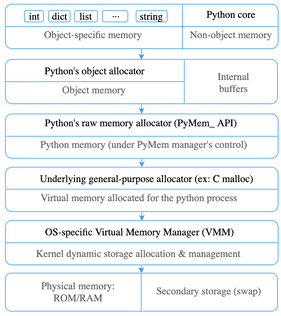 int dict list ... string Python core
Object-specific memory Non-object memory
Python's object allocator
Object memory
Internal
buffers
Python's raw memory allocator (PyMem_ API)
Python memory (under PyMem manager's control)
Underlying general-purpose allocator (ex: C malloc)
Virtual memory allocated for the python process
OS-specific Virtual Memory Manager (VMM)
Kernel dynamic storage allocation & management
Physical memory:
ROM/RAM
Secondary storage (swap)